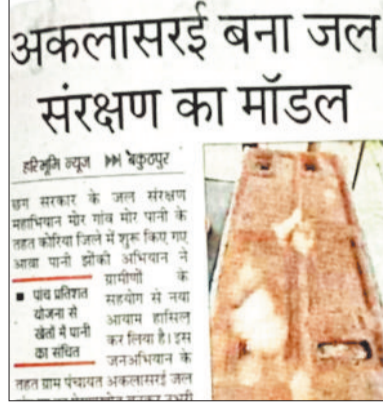 अकलासरई बना जल
संरक्षण का मॉडल
हरिभूमि न्यूज ▶▶ बैकुण्ठपुर
छग सरकार के जल संरक्षण
महाभियान मोर गांव मोर पानी के
तहत कोरिया जिले में शुरू किए गए
आवा पानी झोंकी अभियान ने
ग्रामीणों के
सहयोग से नया
आयाम हासिल
कर लिया है। इस
जनअभियान के
■ पांच प्रतिशत
योजना से
खेतों में पानी
का संचित
तहत ग्राम पंचायत अकलासरई जल